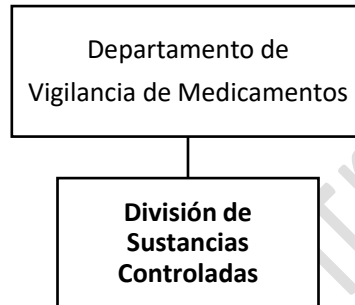 Departamento de
Vigilancia de Medicamentos
División de
Sustancias
Controladas